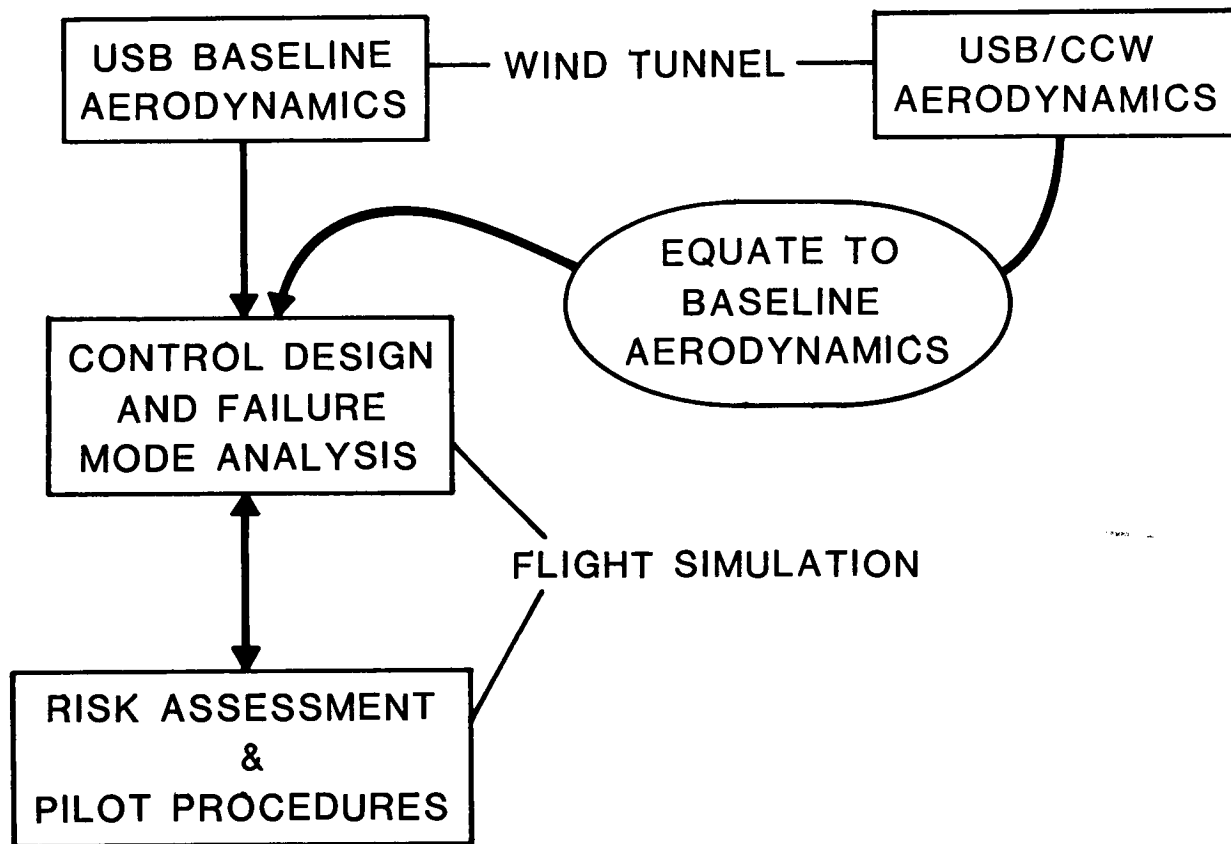 USB BASELINE
AERODYNAMICS
WIND TUNNEL
USB/CCW
AERODYNAMICS
EQUATE TO
BASELINE
AERODYNAMICS
CONTROL DESIGN
AND FAILURE
MODE ANALYSIS
FLIGHT SIMULATION
RISK ASSESSMENT
&
PILOT PROCEDURES